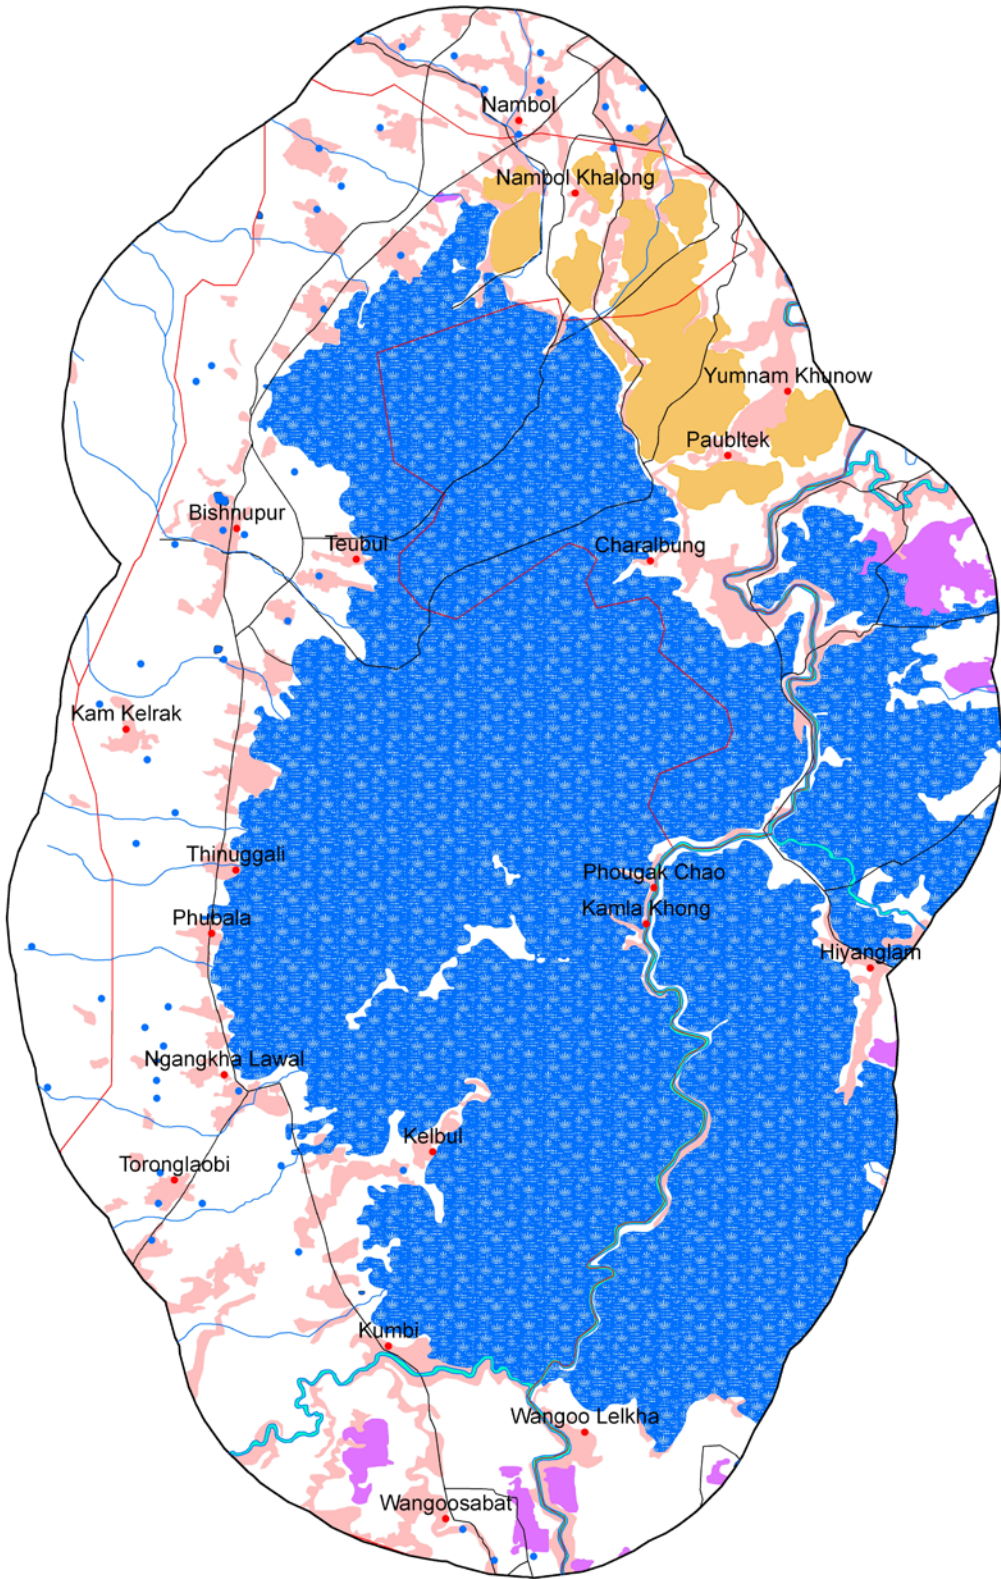 Nambol
Nambol Khalong
Yumnam Khunow
Paubltek
Bishnupur
Teubul
Charalbung
Kam Kelrak
Thinuggali
Phougak Chao
Kamla Khong
Phubala
Hiyanglam
Ngangkha Lawal
Kelbul
Toronglaobi
Kumbi
Wangoo Lelkha
Wangoosabat